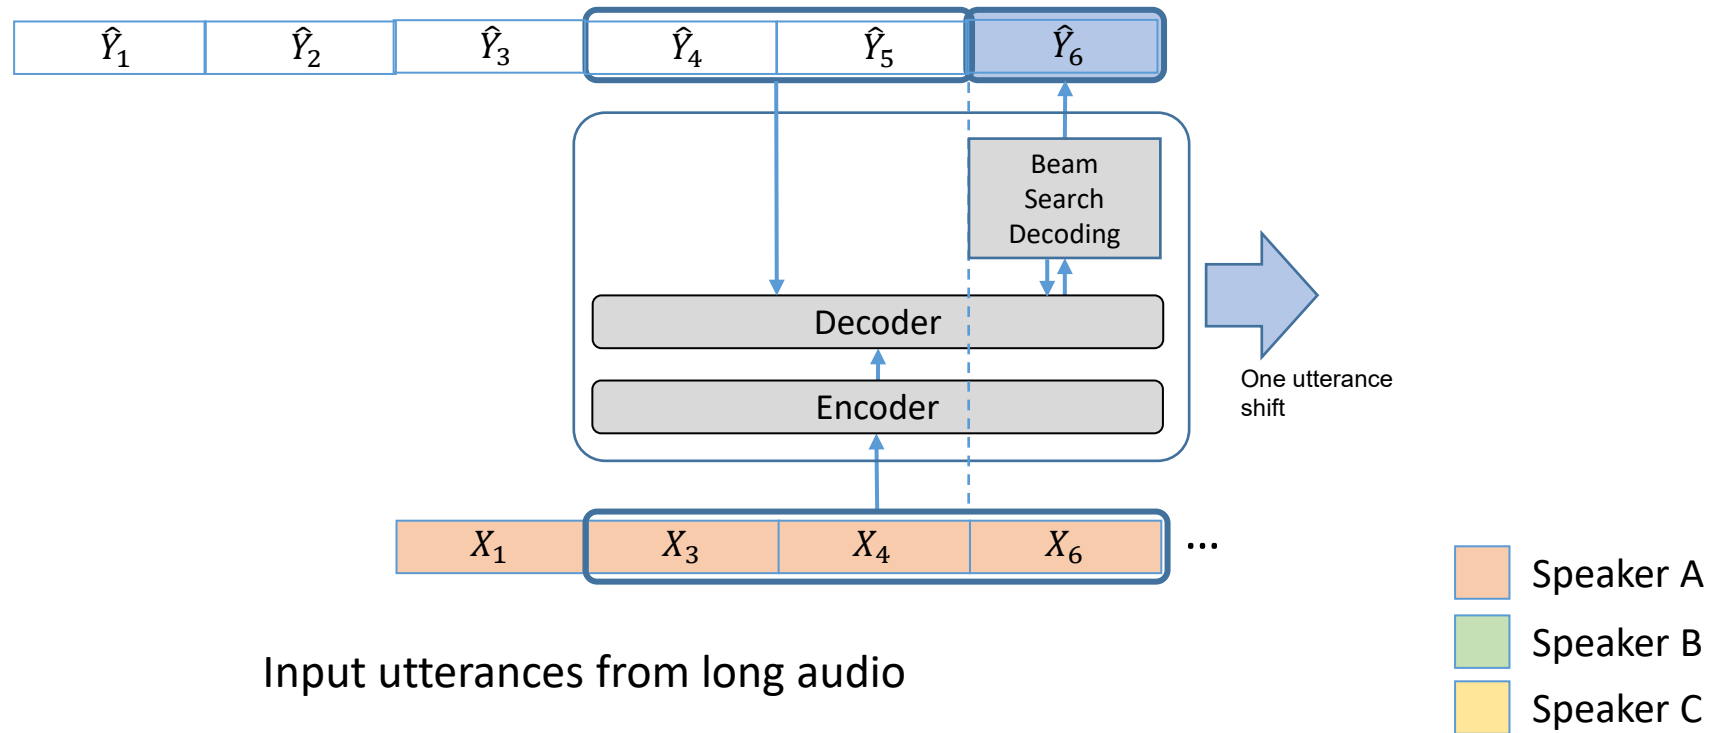 Ŷ₁ Ŷ₂ Ŷ₃ Ŷ₄ Ŷ₅ Ŷ₆
Beam
Search
Decoding
Decoder
Encoder
One utterance
shift
X₁ X₃ X₄ X₆ ...
Speaker A
Speaker B
Input utterances from long audio
Speaker C